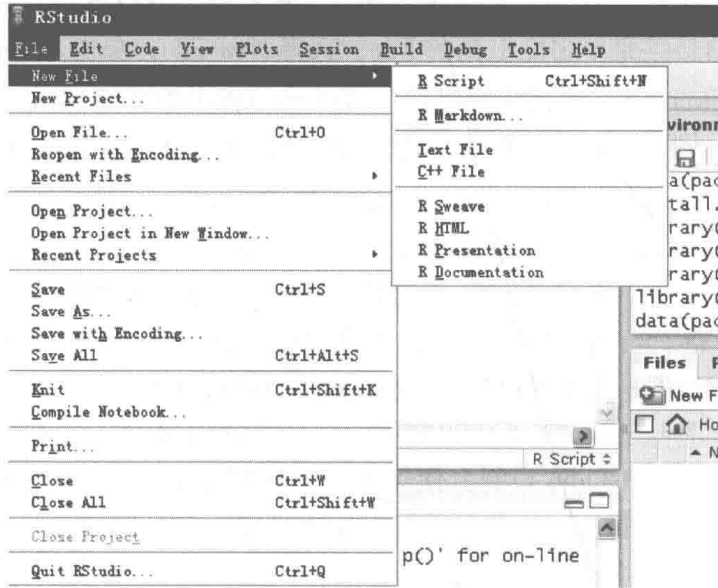 RStudio
File Edit Code View Plots Session Build Debug Tools Help
New File
New Project...
Open File... Ctrl+O
Reopen with Encoding...
Recent Files
Open Project...
Open Project in New Window...
Recent Projects
Save Ctrl+S
Save As...
Save with Encoding...
Save All Ctrl+Alt+S
Knit Ctrl+Shift+K
Compile Notebook...
Print...
Close Ctrl+W
Close All Ctrl+Shift+W
Close Project
Quit RStudio... Ctrl+Q
R Script Ctrl+Shift+N
R Markdown...
Text File
C++ File
R Sweave
R HTML
R Presentation
R Documentation
vironn
a(pac
tall.
rary(
rary(
rary(
library(
data(pac
Files
New F
Ho
N
R Script
p()' for on-line